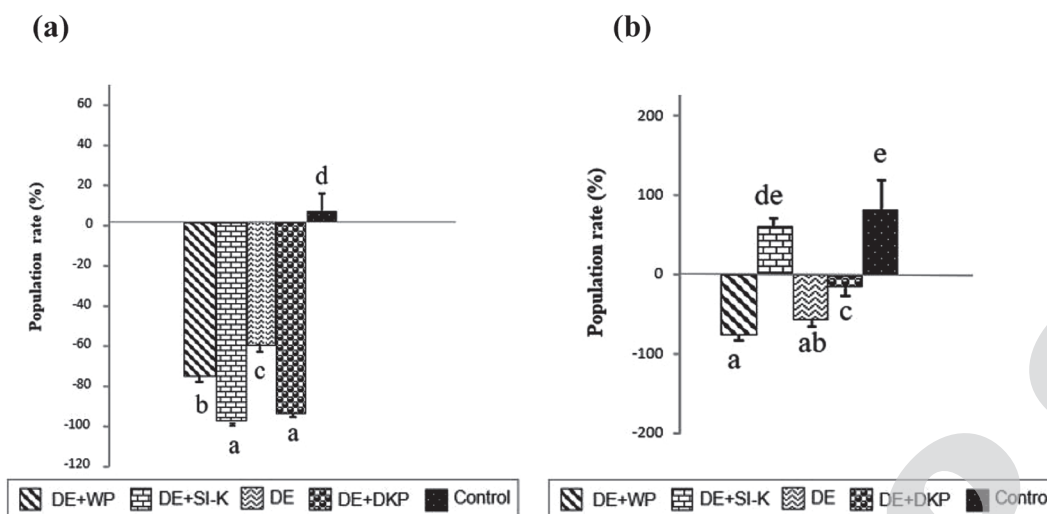 (a)
Population rate (%)
60
40
20
0
-20
-40
-60
-80
-100
-120
b
a
c
a
d
DE+WP DE+SI-K DE DE+DKP Control
(b)
Population rate (%)
200
100
0
-100
-200
a
de
ab
c
e
DE+WP DE+SI-K DE DE+DKP Contro